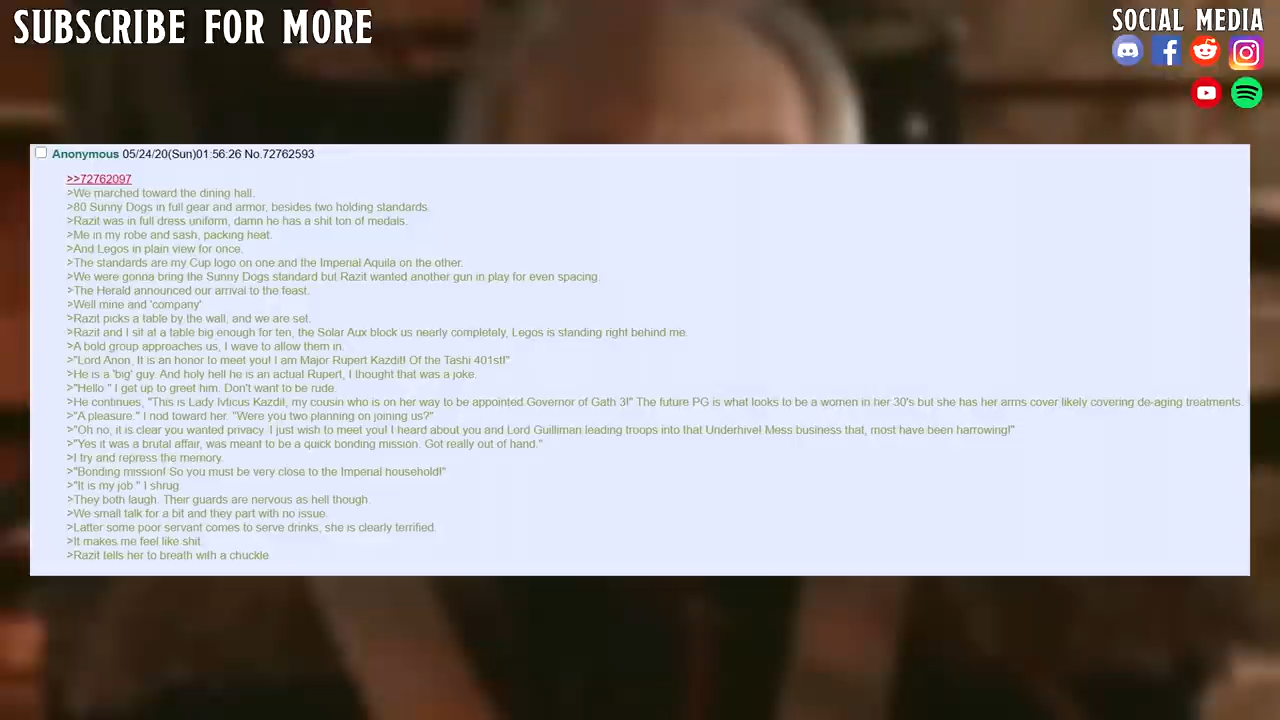 SUBSCRIBE FOR MORE
SOCIAL MEDIA
Anonymous 05/24/20(Sun)01:56:26 No.72762593
>>72762097
>We marched toward the dining hall.
>80 Sunny Dogs in full gear and armor, besides two holding standards.
>Razit was in full dress uniform, damn he has a shit ton of medals.
>Me in my robe and sash, packing heat.
>And Legos in plain view for once.
>The standards are my Cup logo on one and the Imperial Aquila on the other.
>We were gonna bring the Sunny Dogs standard but Razit wanted another gun in play for even spacing.
>The Herald announced our arrival to the feast.
>Well mine and 'company'
>Razit picks a table by the wall, and we are set.
>Razit and I sit at a table big enough for ten, the Solar Aux block us nearly completely, Legos is standing right behind me.
>A bold group approaches us, I wave to allow them in.
>"Lord Anon, It is an honor to meet you! I am Major Rupert Kazdit! Of the Tashi 401st!"
>He is a 'big' guy. And holy hell he is an actual Rupert, I thought that was a joke.
>"Hello " I get up to greet him. Don't want to be rude.
>He continues, "This is Lady Ivticus Kazdit, my cousin who is on her way to be appointed Governor of Gath 3!" The future PG is what looks to be a women in her 30's but she has her arms cover likely covering de-aging treatments.
>"A pleasure." I nod toward her. "Were you two planning on joining us?"
>"Oh no, it is clear you wanted privacy. I just wish to meet you! I heard about you and Lord Guilliman leading troops into that Underhive! Mess business that, most have been harrowing!"
>"Yes it was a brutal affair, was meant to be a quick bonding mission. Got really out of hand."
>I try and repress the memory.
>"Bonding mission! So you must be very close to the Imperial household!"
>"It is my job." I shrug.
>They both laugh. Their guards are nervous as hell though.
>We small talk for a bit and they part with no issue.
>Latter some poor servant comes to serve drinks, she is clearly terrified.
>It makes me feel like shit.
>Razit tells her to breath with a chuckle